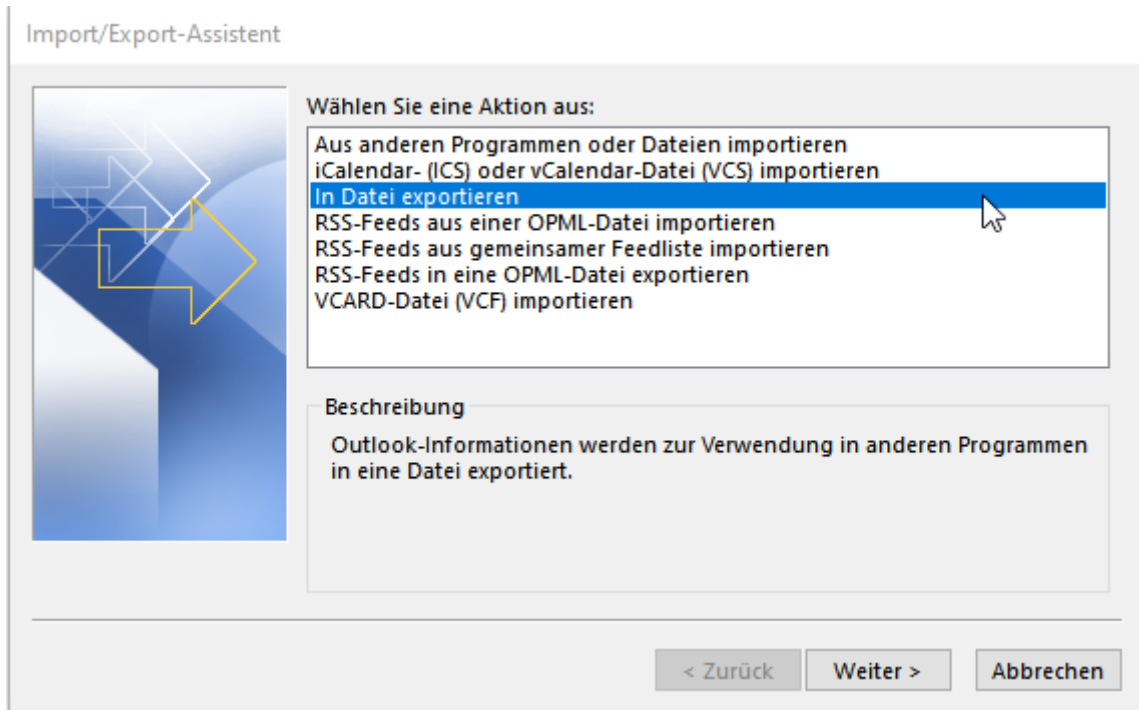 Import/Export-Assistent
Wählen Sie eine Aktion aus:
Aus anderen Programmen oder Dateien importieren
iCalendar- (ICS) oder vCalendar-Datei (VCS) importieren
In Datei exportieren
RSS-Feeds aus einer OPML-Datei importieren
RSS-Feeds aus gemeinsamer Feedliste importieren
RSS-Feeds in eine OPML-Datei exportieren
VCARD-Datei (VCF) importieren
Beschreibung
Outlook-Informationen werden zur Verwendung in anderen Programmen
in eine Datei exportiert.
< Zurück Weiter > Abbrechen